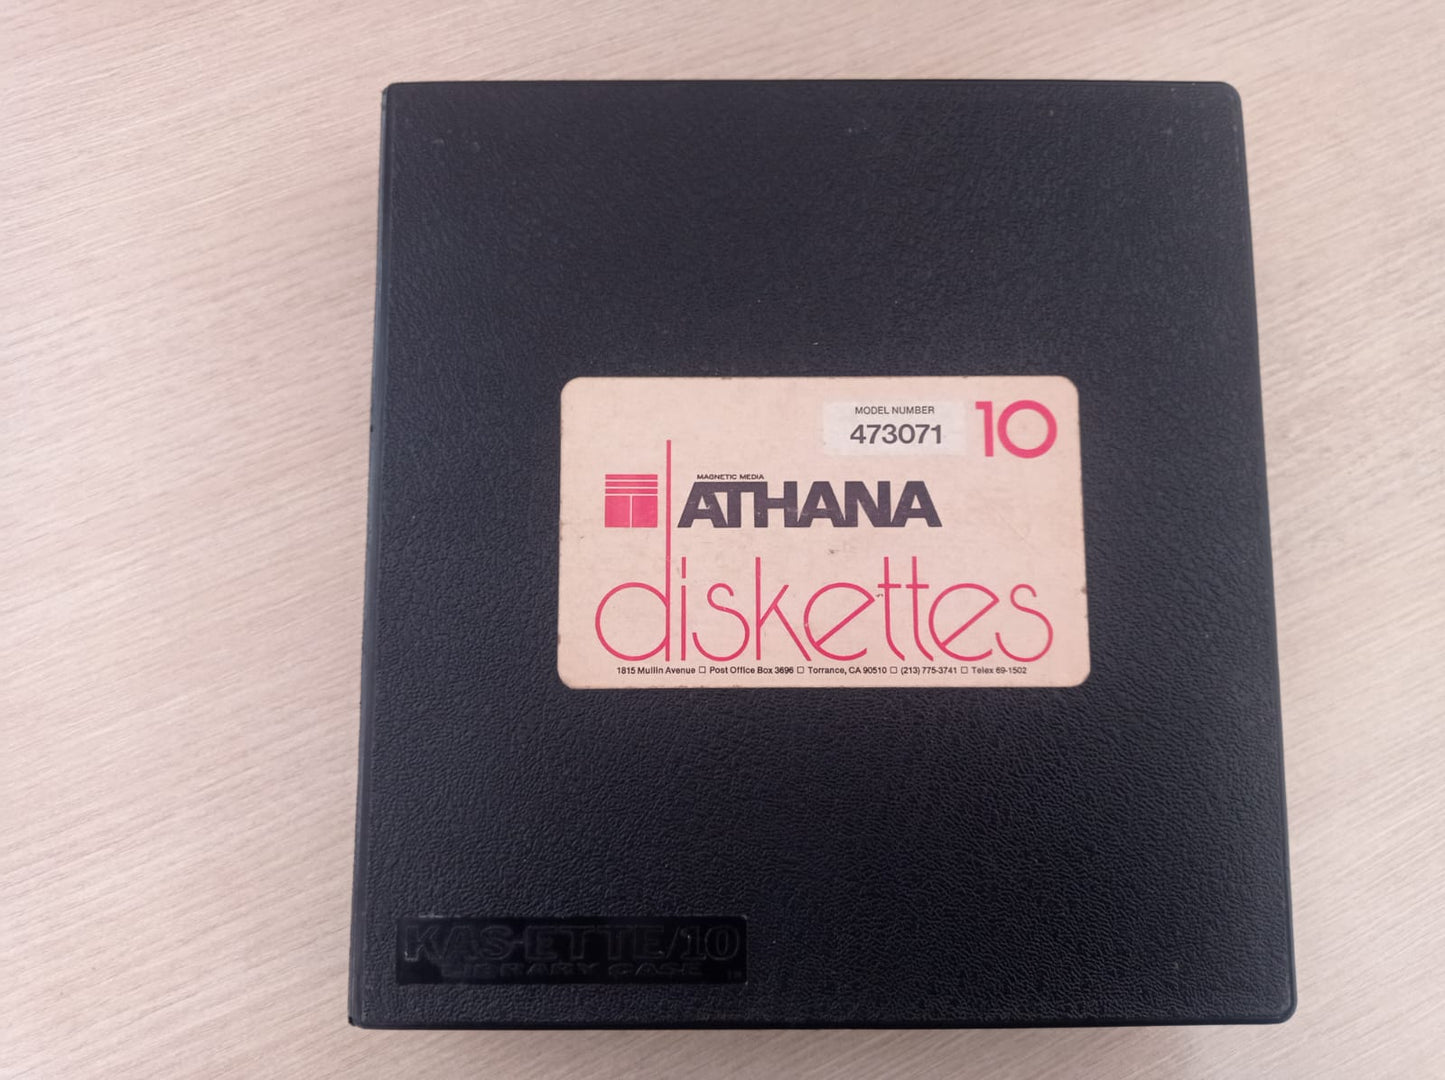 MODEL NUMBER
473071
10
MAGNETIC MEDIA
ATHANA
diskettes
1815 Mullin Avenue □ Post Office Box 3696 □ Torrance, CA 90510 □ (213) 775-3741 □ Telex 69-1502
KAS-ETTE/10
LIBRARY CASE
TM